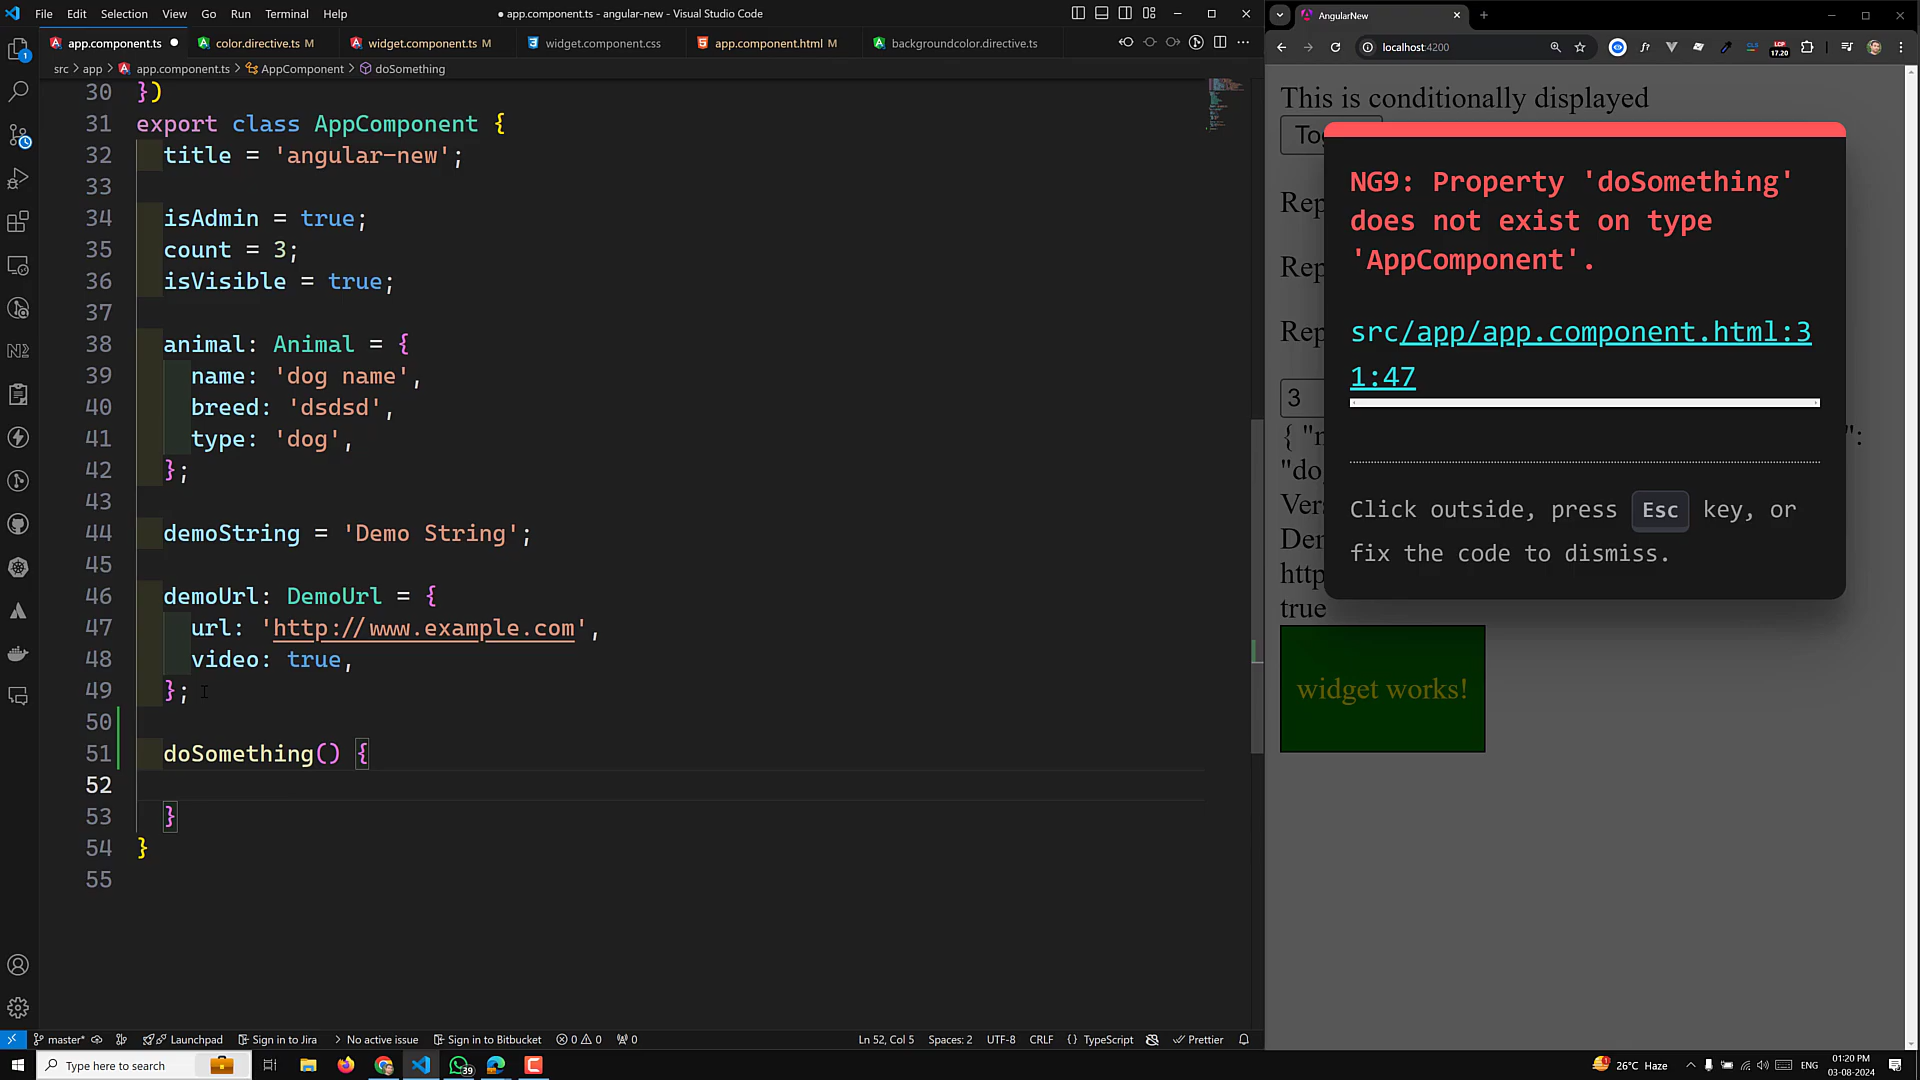 File Edit Selection View Go Run Terminal Help
● app.component.ts - angular-new - Visual Studio Code
app.component.ts ●
color.directive.ts M
widget.component.ts M
widget.component.css
app.component.html M
backgroundcolor.directive.ts
src > app > app.component.ts > AppComponent > doSomething
30 })
31 export class AppComponent {
32 title = 'angular-new';
33
34 isAdmin = true;
35 count = 3;
36 isVisible = true;
37
38 animal: Animal = {
39 name: 'dog name',
40 breed: 'dsdsd',
41 type: 'dog',
42 };
43
44 demoString = 'Demo String';
45
46 demoUrl: DemoUrl = {
47 url: 'http://www.example.com',
48 video: true,
49 };
50
51 doSomething() {
52
53 }
54 }
55
master* Launchpad Sign in to Jira No active issue Sign in to Bitbucket 0 0 0
Ln 52, Col 5 Spaces: 2 UTF-8 CRLF { } TypeScript Prettier
AngularNew
localhost:4200
17.20
This is conditionally displayed
NG9: Property 'doSomething'
does not exist on type
'AppComponent'.
src/app/app.component.html:3
1:47
3
Click outside, press Esc key, or
fix the code to dismiss.
true
widget works!
Type here to search
39
26°C Haze
ENG
01:20 PM
03-08-2024